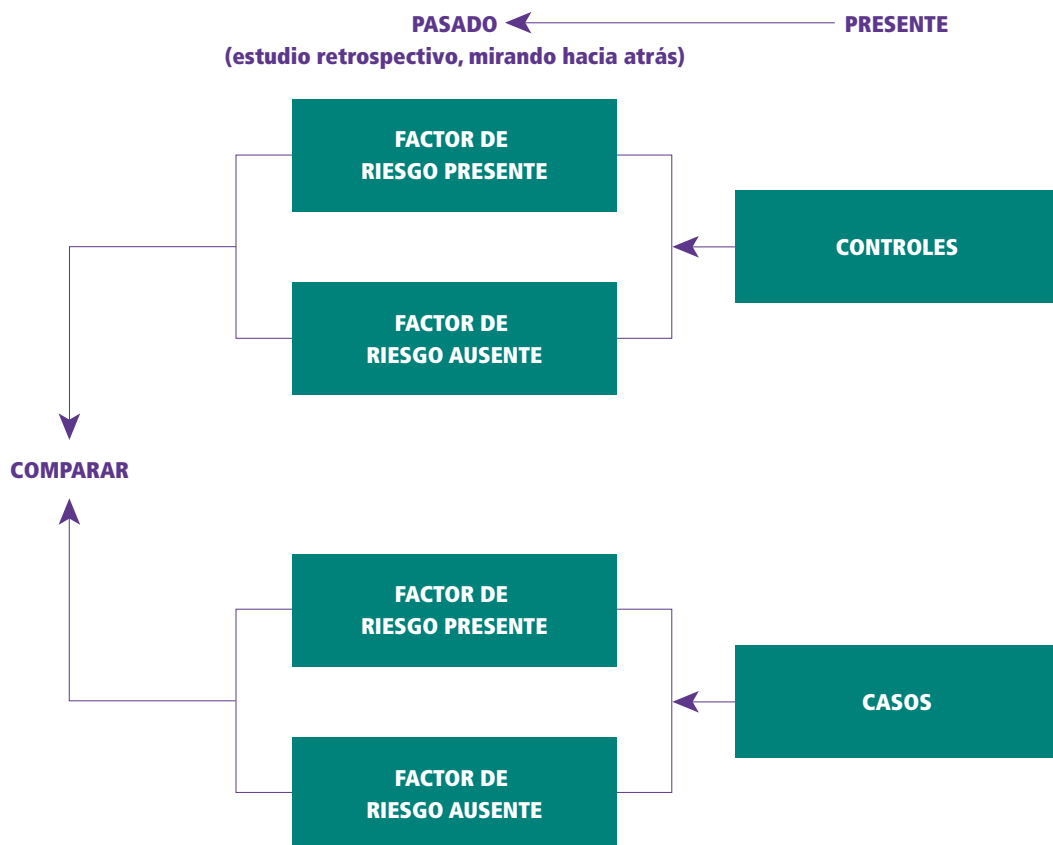 PASADO PRESENTE
(estudio retrospectivo, mirando hacia atrás)
FACTOR DE
RIESGO PRESENTE
CONTROLES
FACTOR DE
RIESGO AUSENTE
COMPARAR
FACTOR DE
RIESGO PRESENTE
CASOS
FACTOR DE
RIESGO AUSENTE